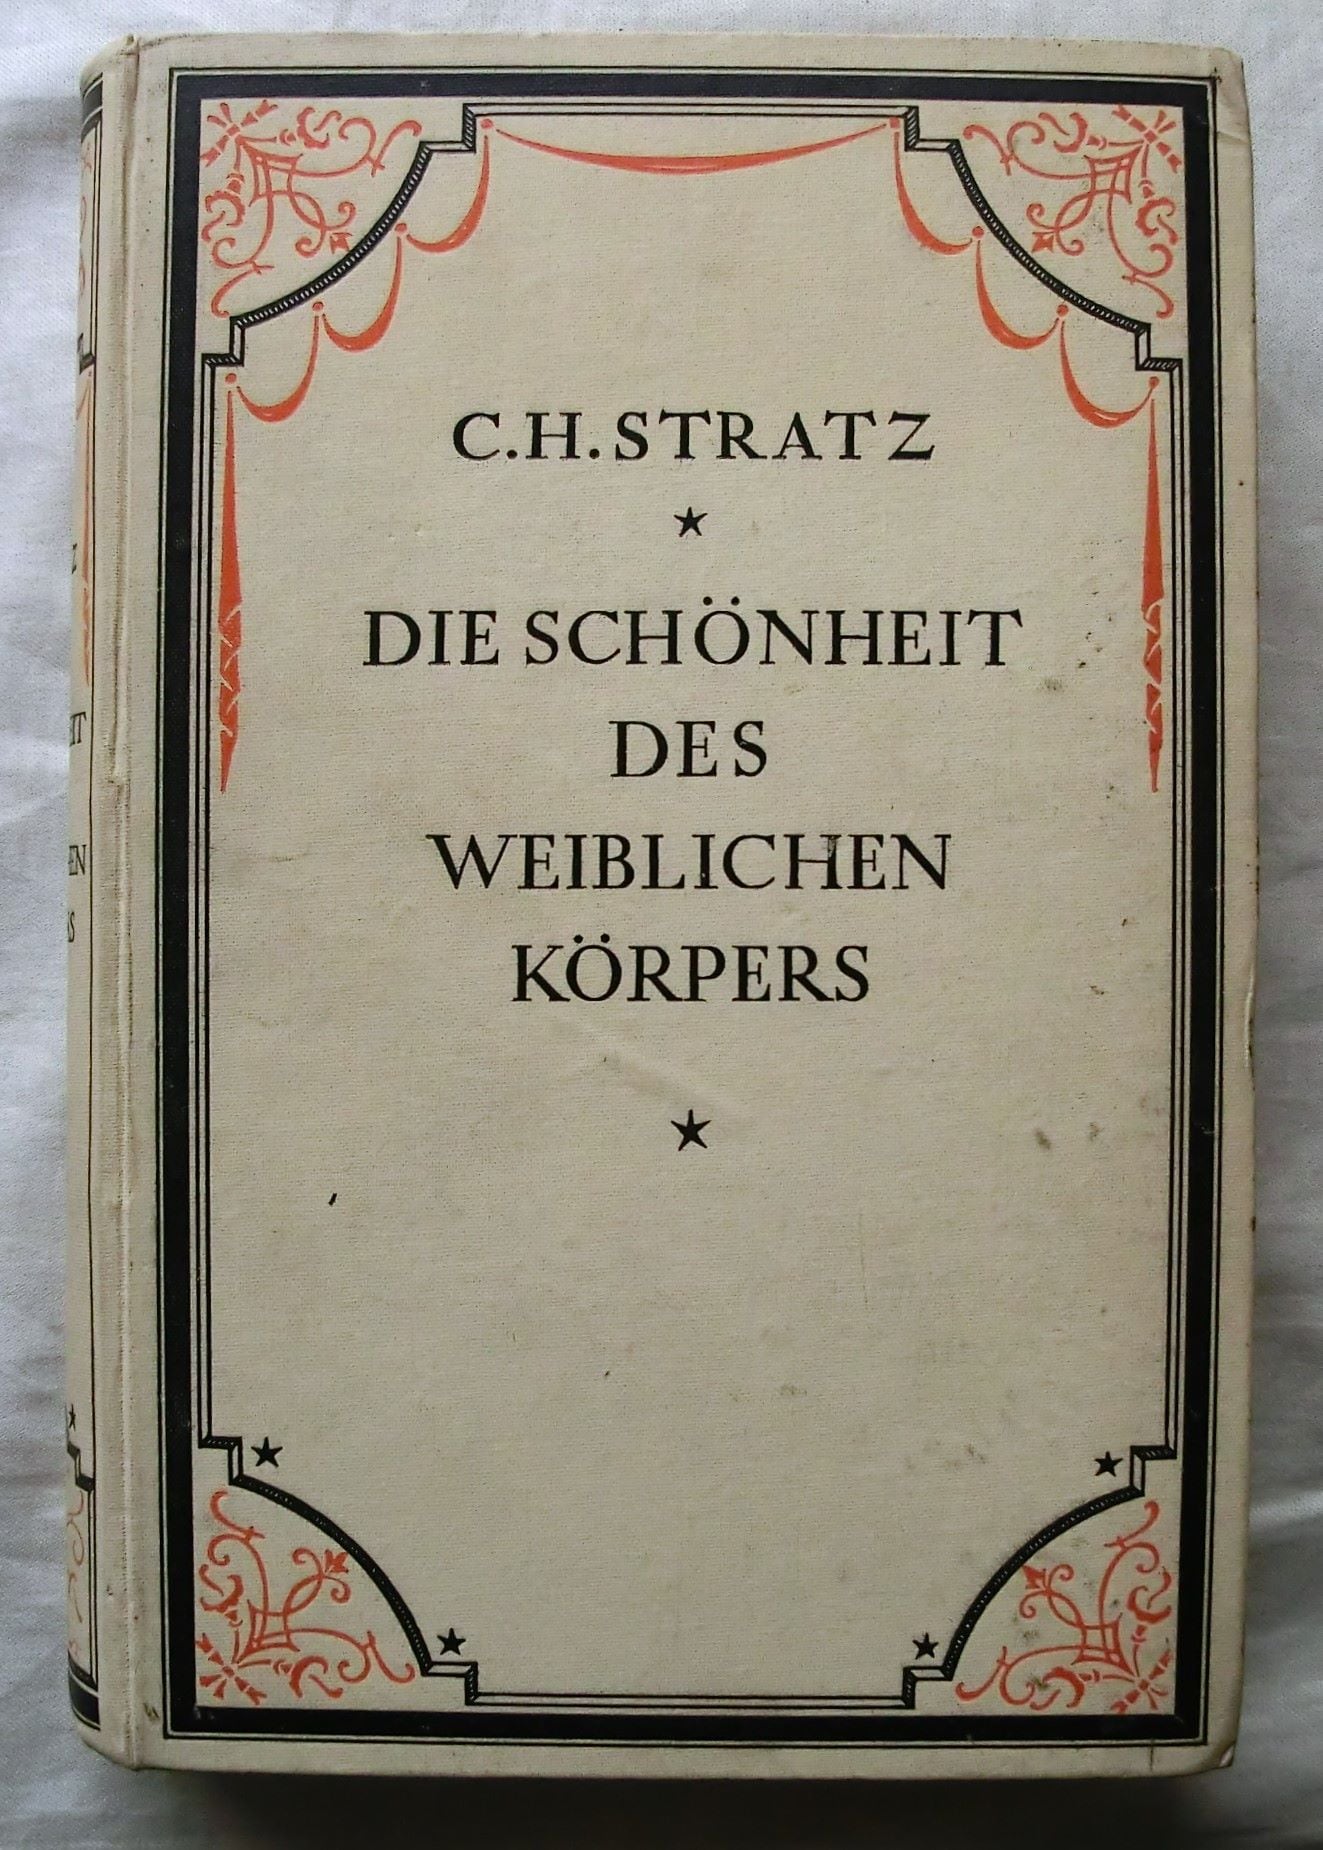 C.H. STRATZ
DIE SCHÖNHEIT
DES
WEIBLICHEN
KÖRPERS